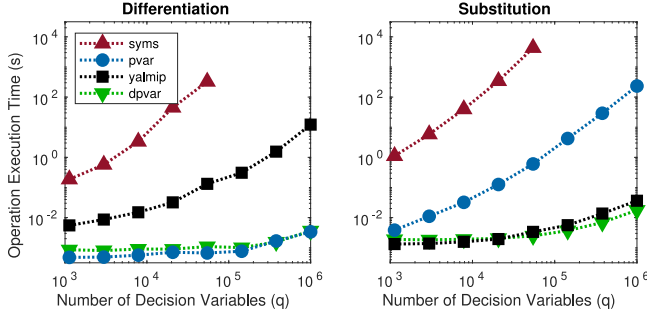 Differentiation
Substitution
Operation Execution Time (s)
10^4
10^2
10^0
10^-2
syms
pvar
yalmip
dpvar
10^3
10^4
10^5
10^6
Number of Decision Variables (q)
10^4
10^2
10^0
10^-2
10^3
10^4
10^5
10^6
Number of Decision Variables (q)